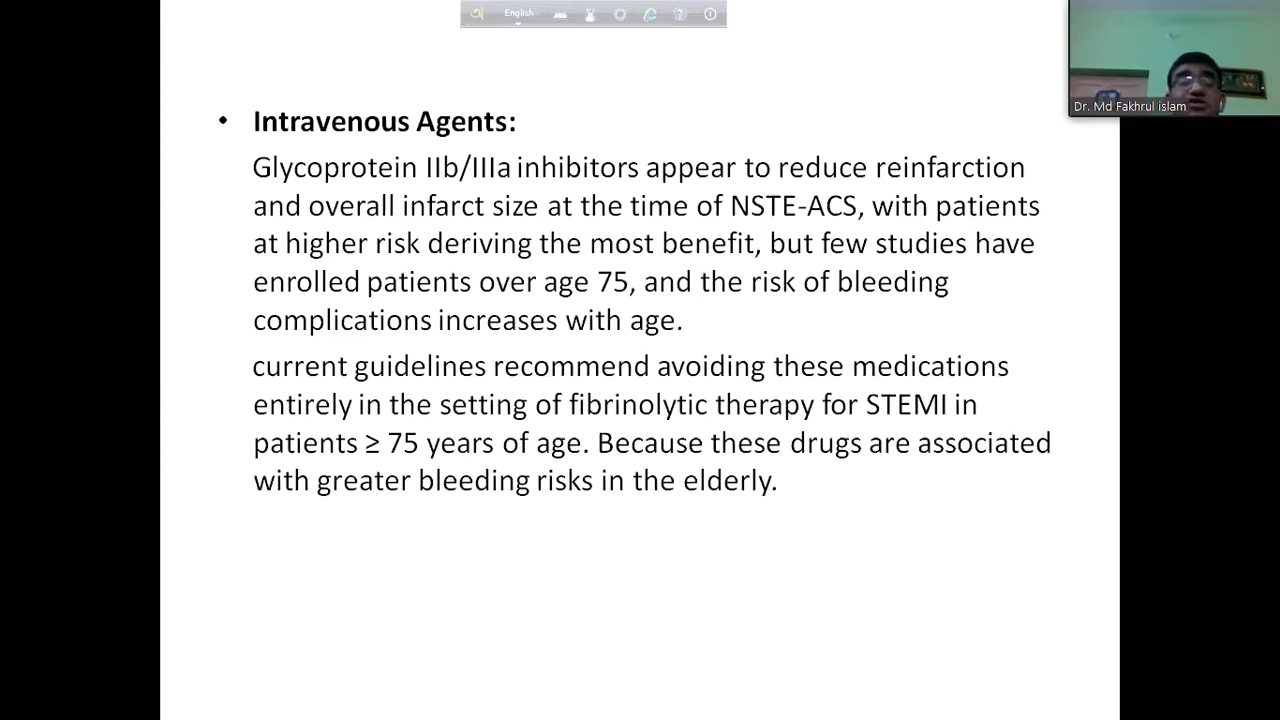 অ English
Dr. Md Fakhrul islam
• Intravenous Agents:
Glycoprotein IIb/IIIa inhibitors appear to reduce reinfarction
and overall infarct size at the time of NSTE-ACS, with patients
at higher risk deriving the most benefit, but few studies have
enrolled patients over age 75, and the risk of bleeding
complications increases with age.
current guidelines recommend avoiding these medications
entirely in the setting of fibrinolytic therapy for STEMI in
patients ≥ 75 years of age. Because these drugs are associated
with greater bleeding risks in the elderly.